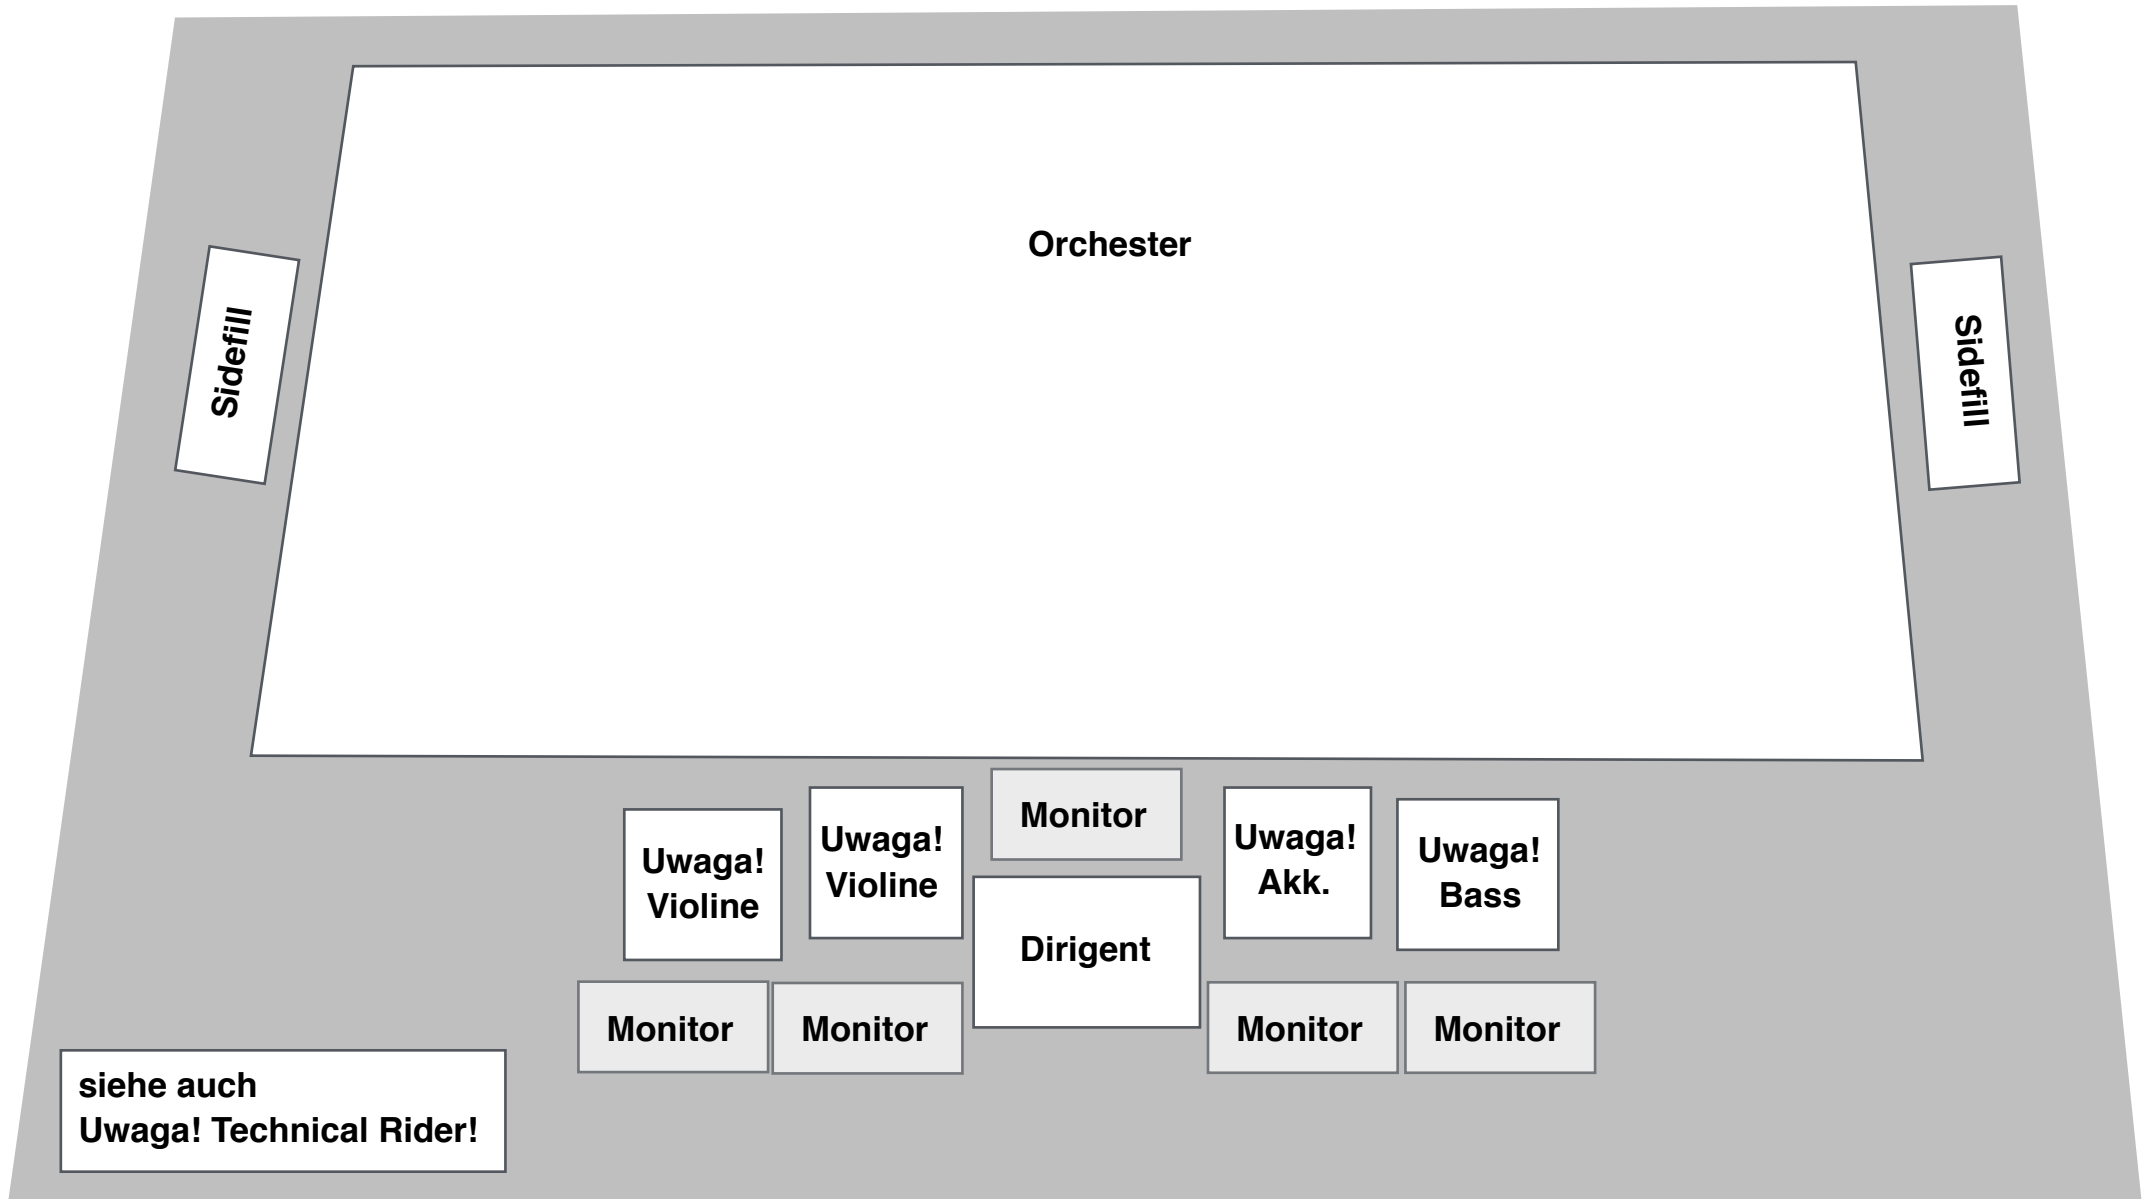 Orchester
Sidefill
Sidefill
Monitor
Uwaga!
Violine
Uwaga!
Violine
Uwaga!
Akk.
Uwaga!
Bass
Dirigent
Monitor
Monitor
Monitor
Monitor
siehe auch
Uwaga! Technical Rider!